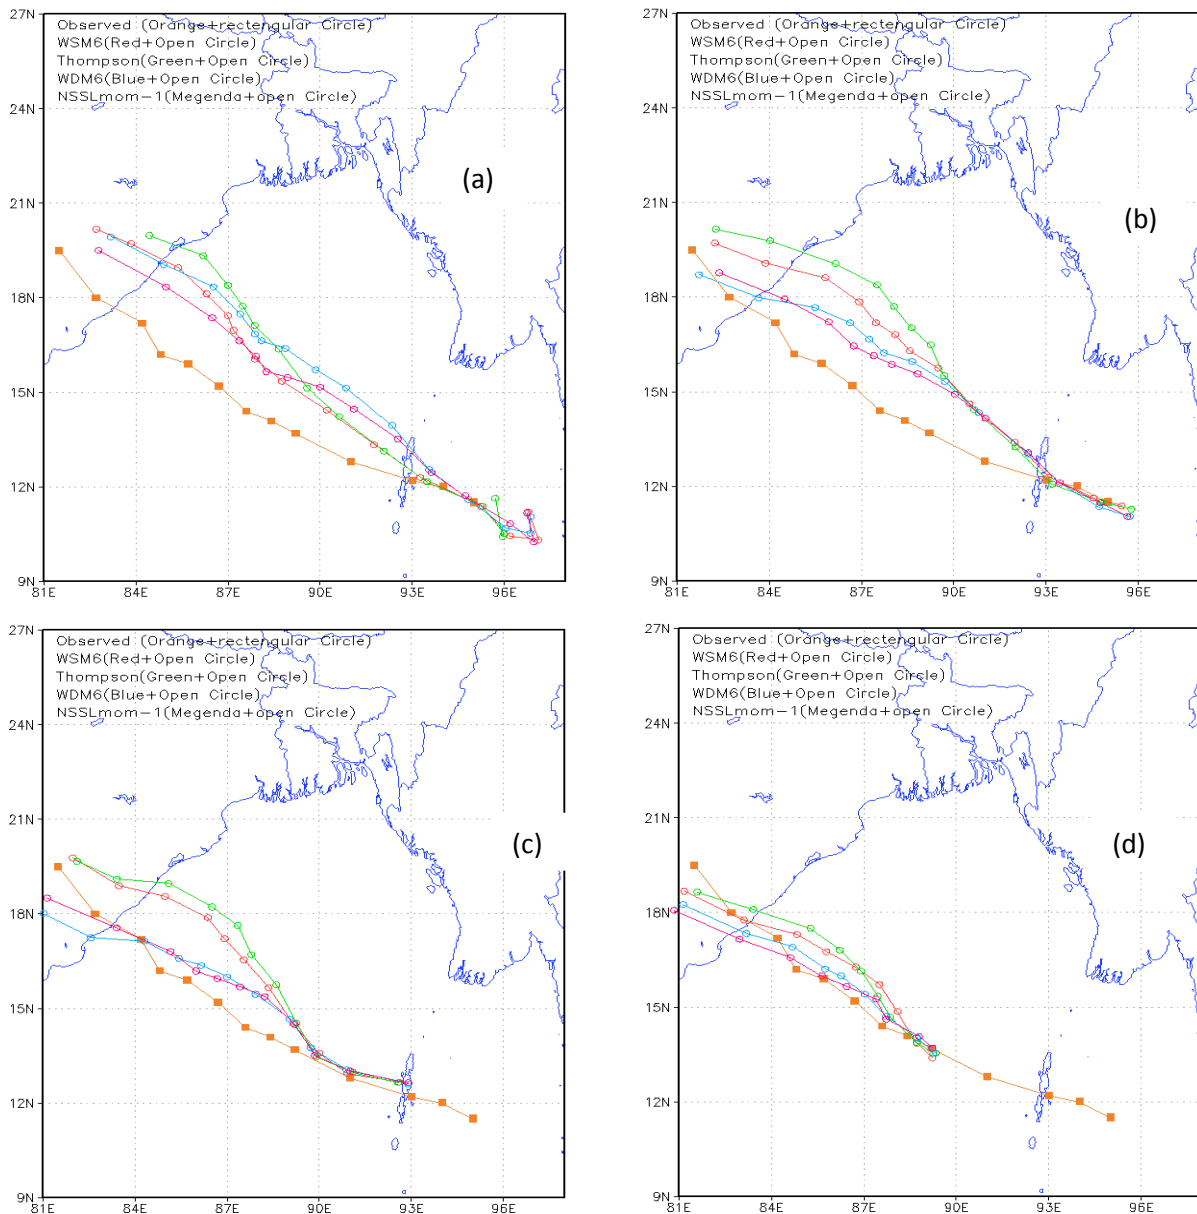 27N
Observed (Orange+rectengular Circle)
WSM6(Red+Open Circle)
Thompson(Green+Open Circle)
WDM6(Blue+Open Circle)
NSSLmom-1(Megenda+open Circle)
24N
(a)
21N
18N
15N
12N
9N
81E 84E 87E 90E 93E 96E
27N
Observed (Orange+rectengular Circle)
WSM6(Red+Open Circle)
Thompson(Green+Open Circle)
WDM6(Blue+Open Circle)
NSSLmom-1(Megenda+open Circle)
24N
21N
(b)
18N
15N
12N
9N
81E 84E 87E 90E 93E 96E
27N
Observed (Orange+rectengular Circle)
WSM6(Red+Open Circle)
Thompson(Green+Open Circle)
WDM6(Blue+Open Circle)
NSSLmom-1(Megenda+open Circle)
24N
21N
(c)
18N
15N
12N
9N
81E 84E 87E 90E 93E 96E
27N
Observed (Orange+rectengular Circle)
WSM6(Red+Open Circle)
Thompson(Green+Open Circle)
WDM6(Blue+Open Circle)
NSSLmom-1(Megenda+open Circle)
24N
21N
(d)
18N
15N
12N
9N
81E 84E 87E 90E 93E 96E